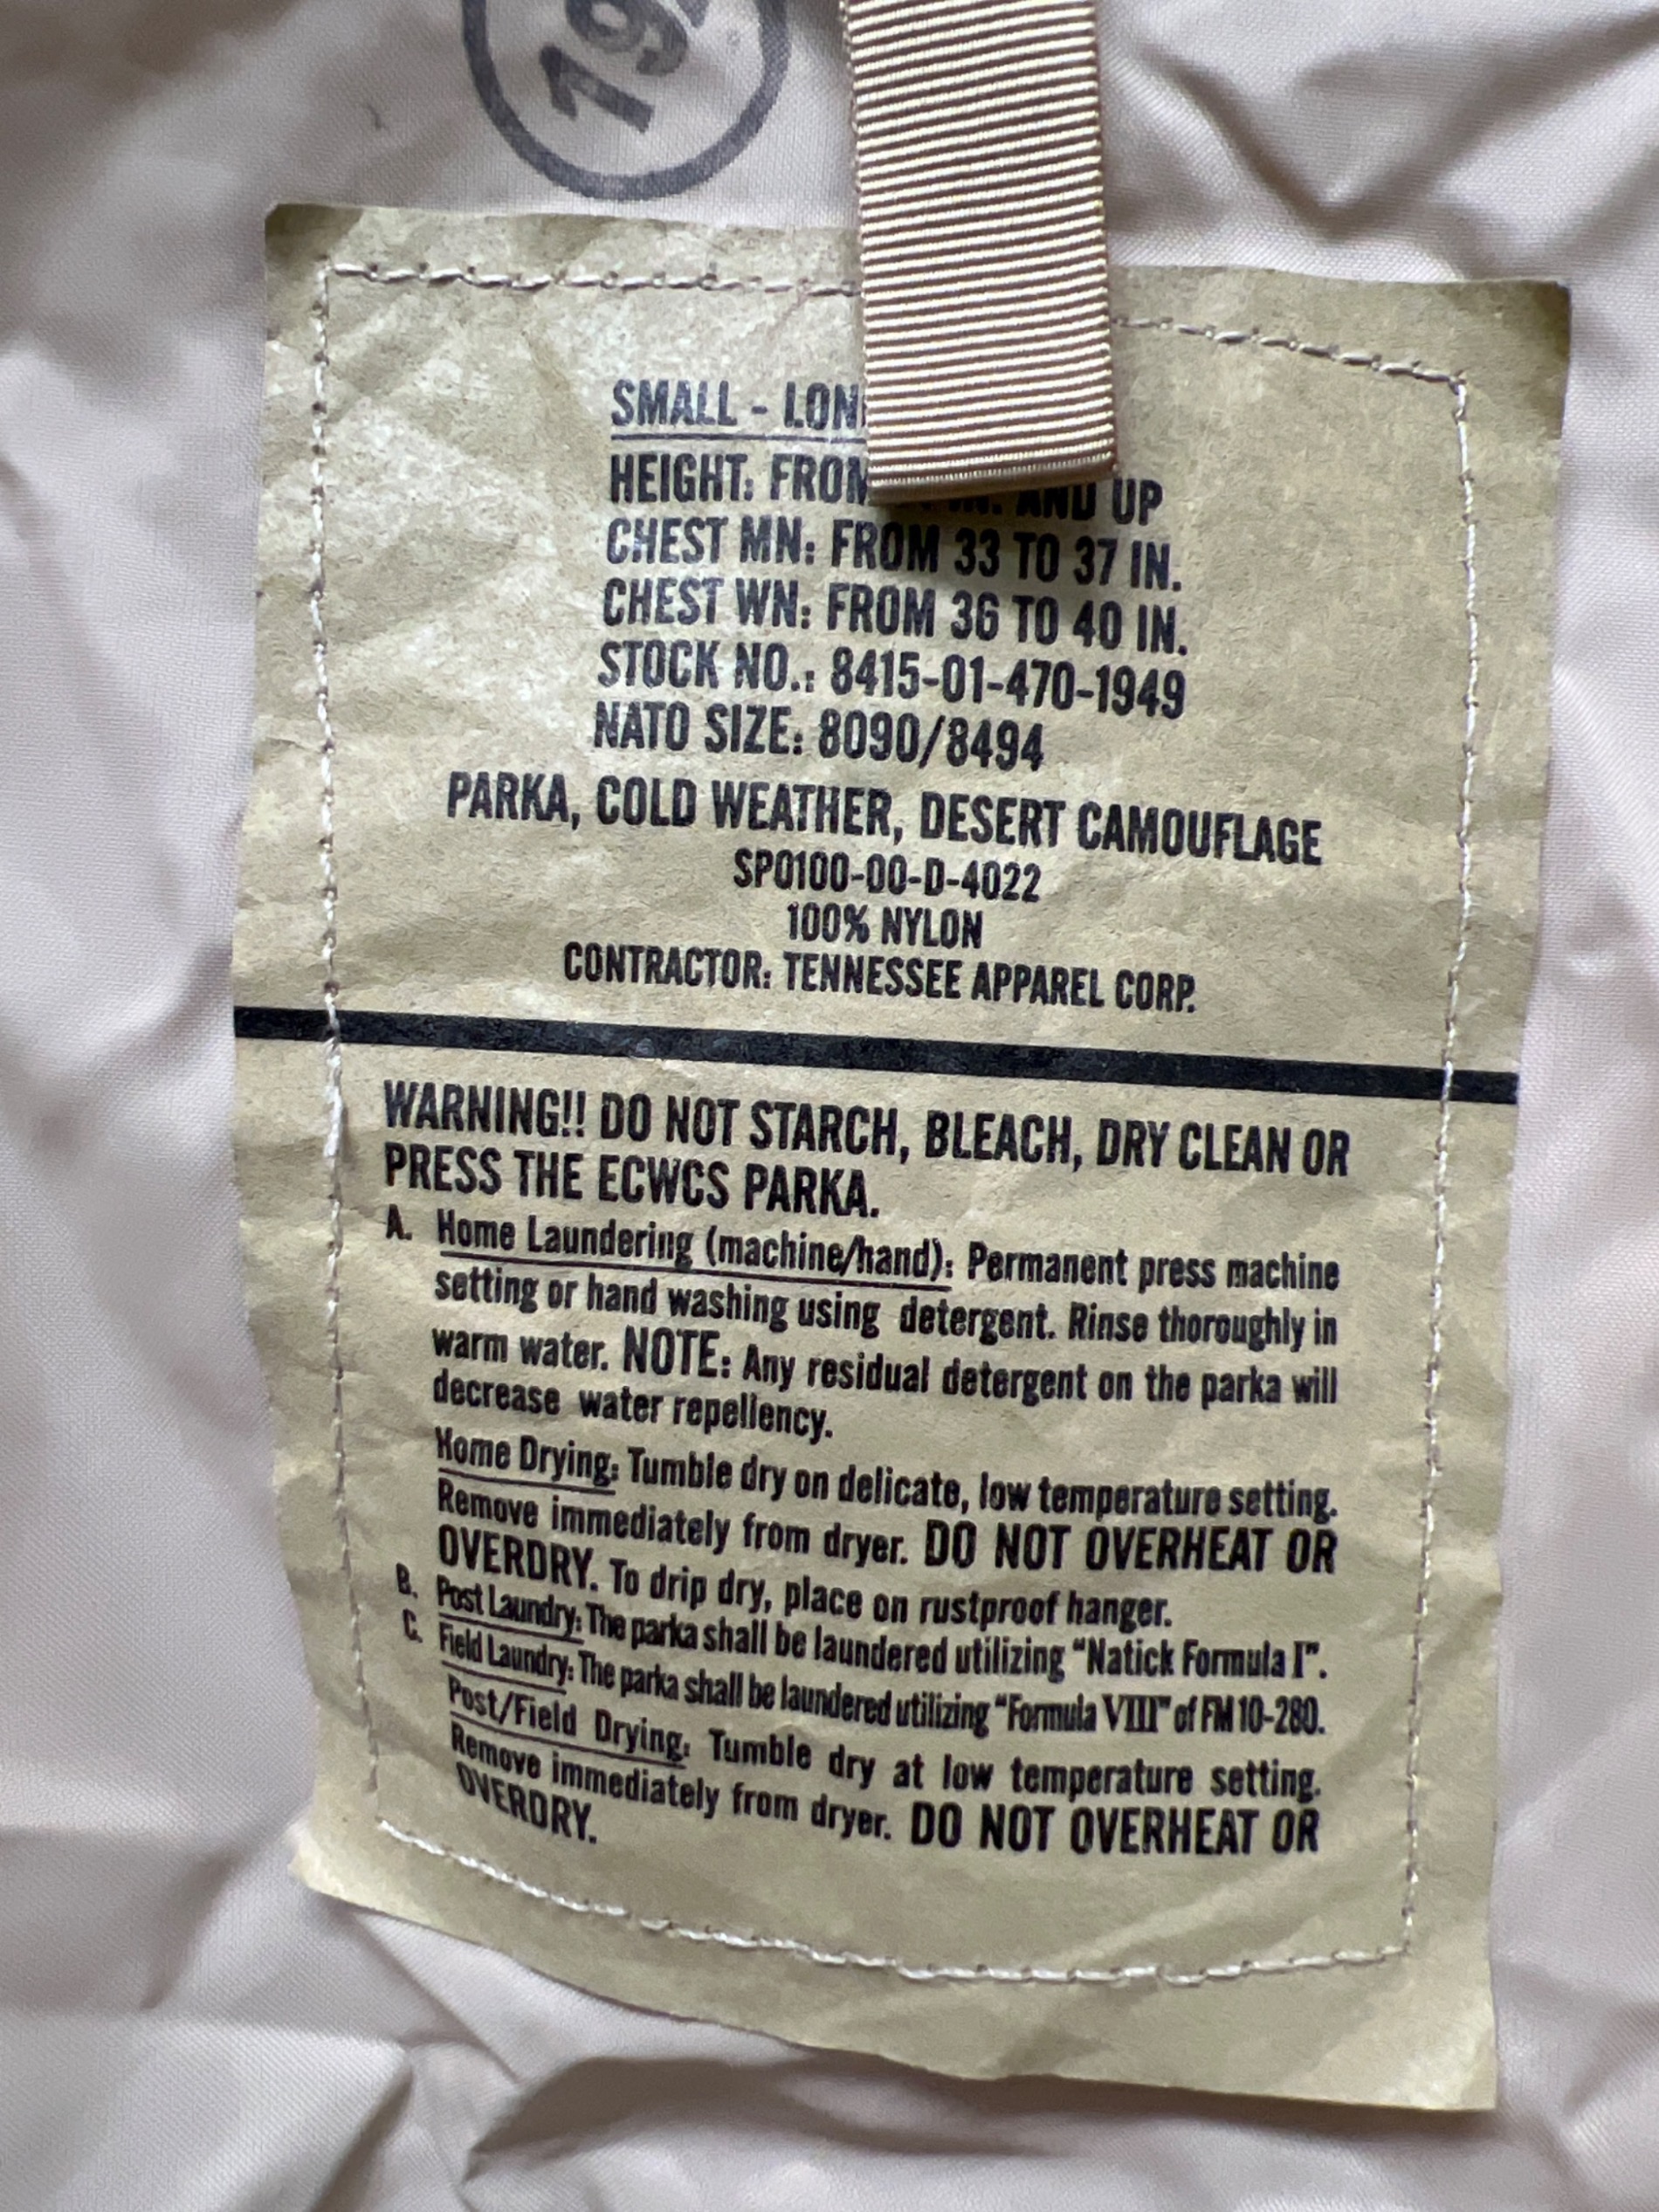 SMALL - LON
HEIGHT: FROM IN. AND UP
CHEST MN: FROM 33 TO 37 IN.
CHEST WN: FROM 36 TO 40 IN.
STOCK NO.: 8415-01-470-1949
NATO SIZE: 8090/8494
PARKA, COLD WEATHER, DESERT CAMOUFLAGE
SP0100-00-D-4022
100% NYLON
CONTRACTOR: TENNESSEE APPAREL CORP.
WARNING!! DO NOT STARCH, BLEACH, DRY CLEAN OR
PRESS THE ECWCS PARKA.
A. Home Laundering (machine/hand): Permanent press machine
setting or hand washing using detergent. Rinse thoroughly in
warm water. NOTE: Any residual detergent on the parka will
decrease water repellency.
Home Drying: Tumble dry on delicate, low temperature setting.
Remove immediately from dryer. DO NOT OVERHEAT OR
OVERDRY. To drip dry, place on rustproof hanger.
B. Post Laundry: The parka shall be laundered utilizing "Natick Formula I".
C. Field Laundry: The parka shall be laundered utilizing "Formula VIII" of FM 10-280.
Post/Field Drying: Tumble dry at low temperature setting.
Remove immediately from dryer. DO NOT OVERHEAT OR
OVERDRY.